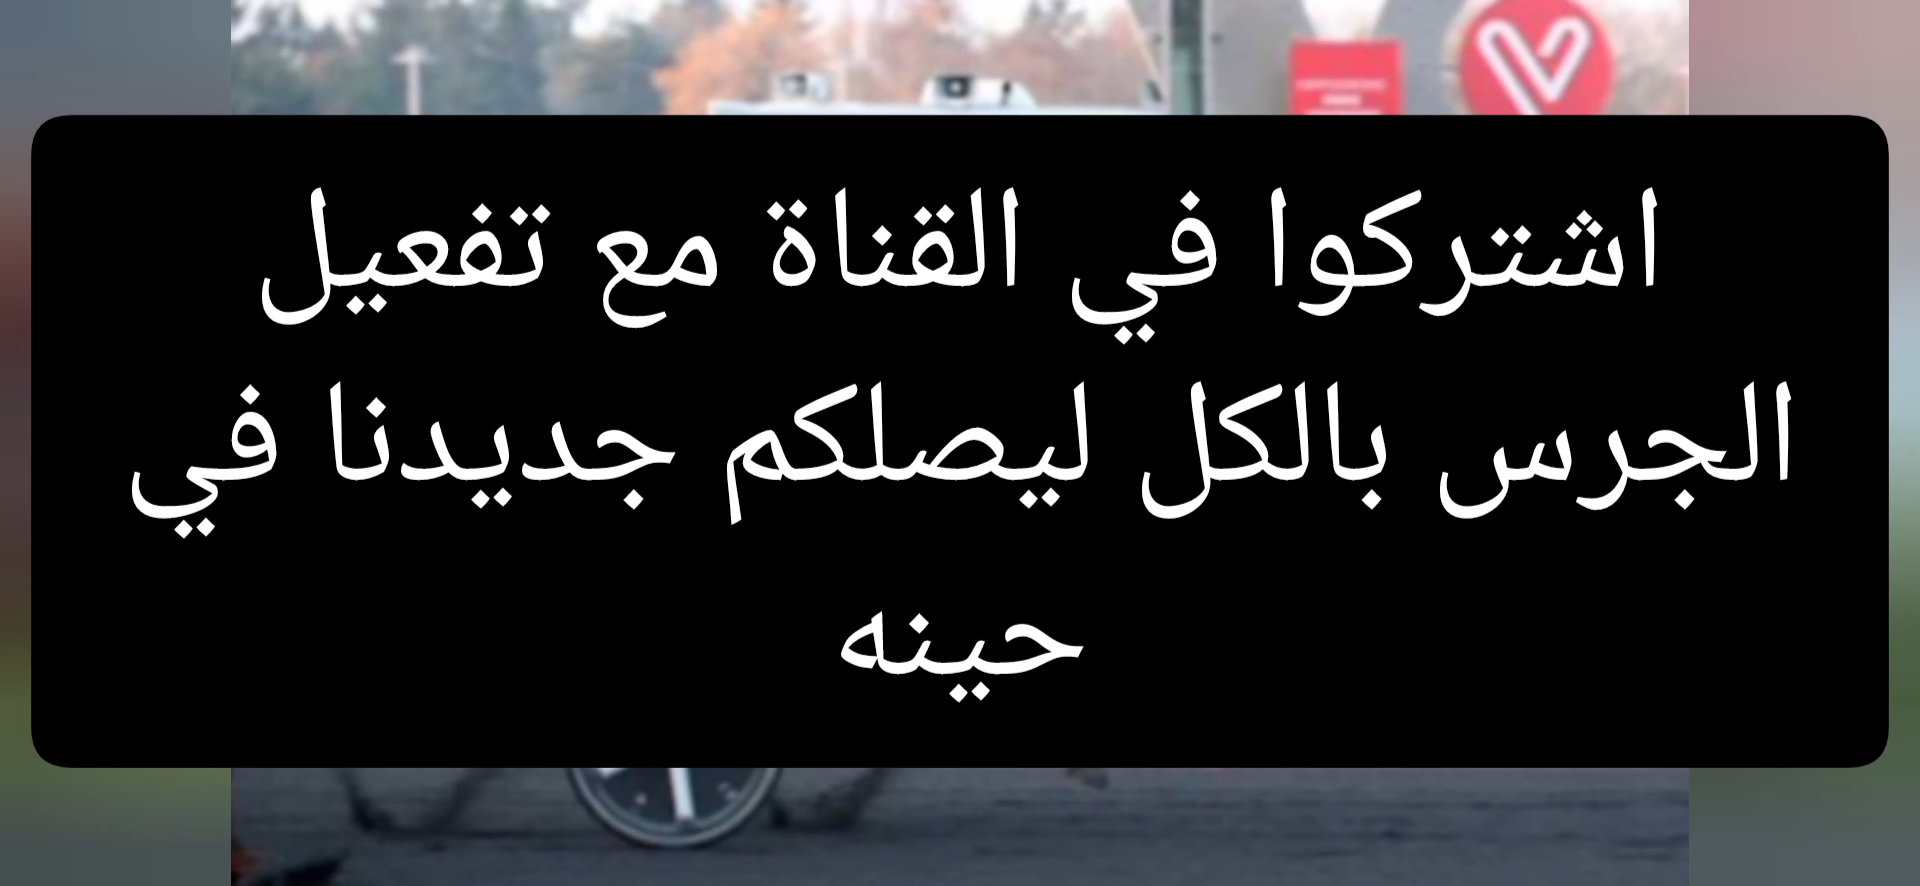 اشتركوا في القناة مع تفعيل
الجرس بالكل ليصلكم جديدنا في
حينه